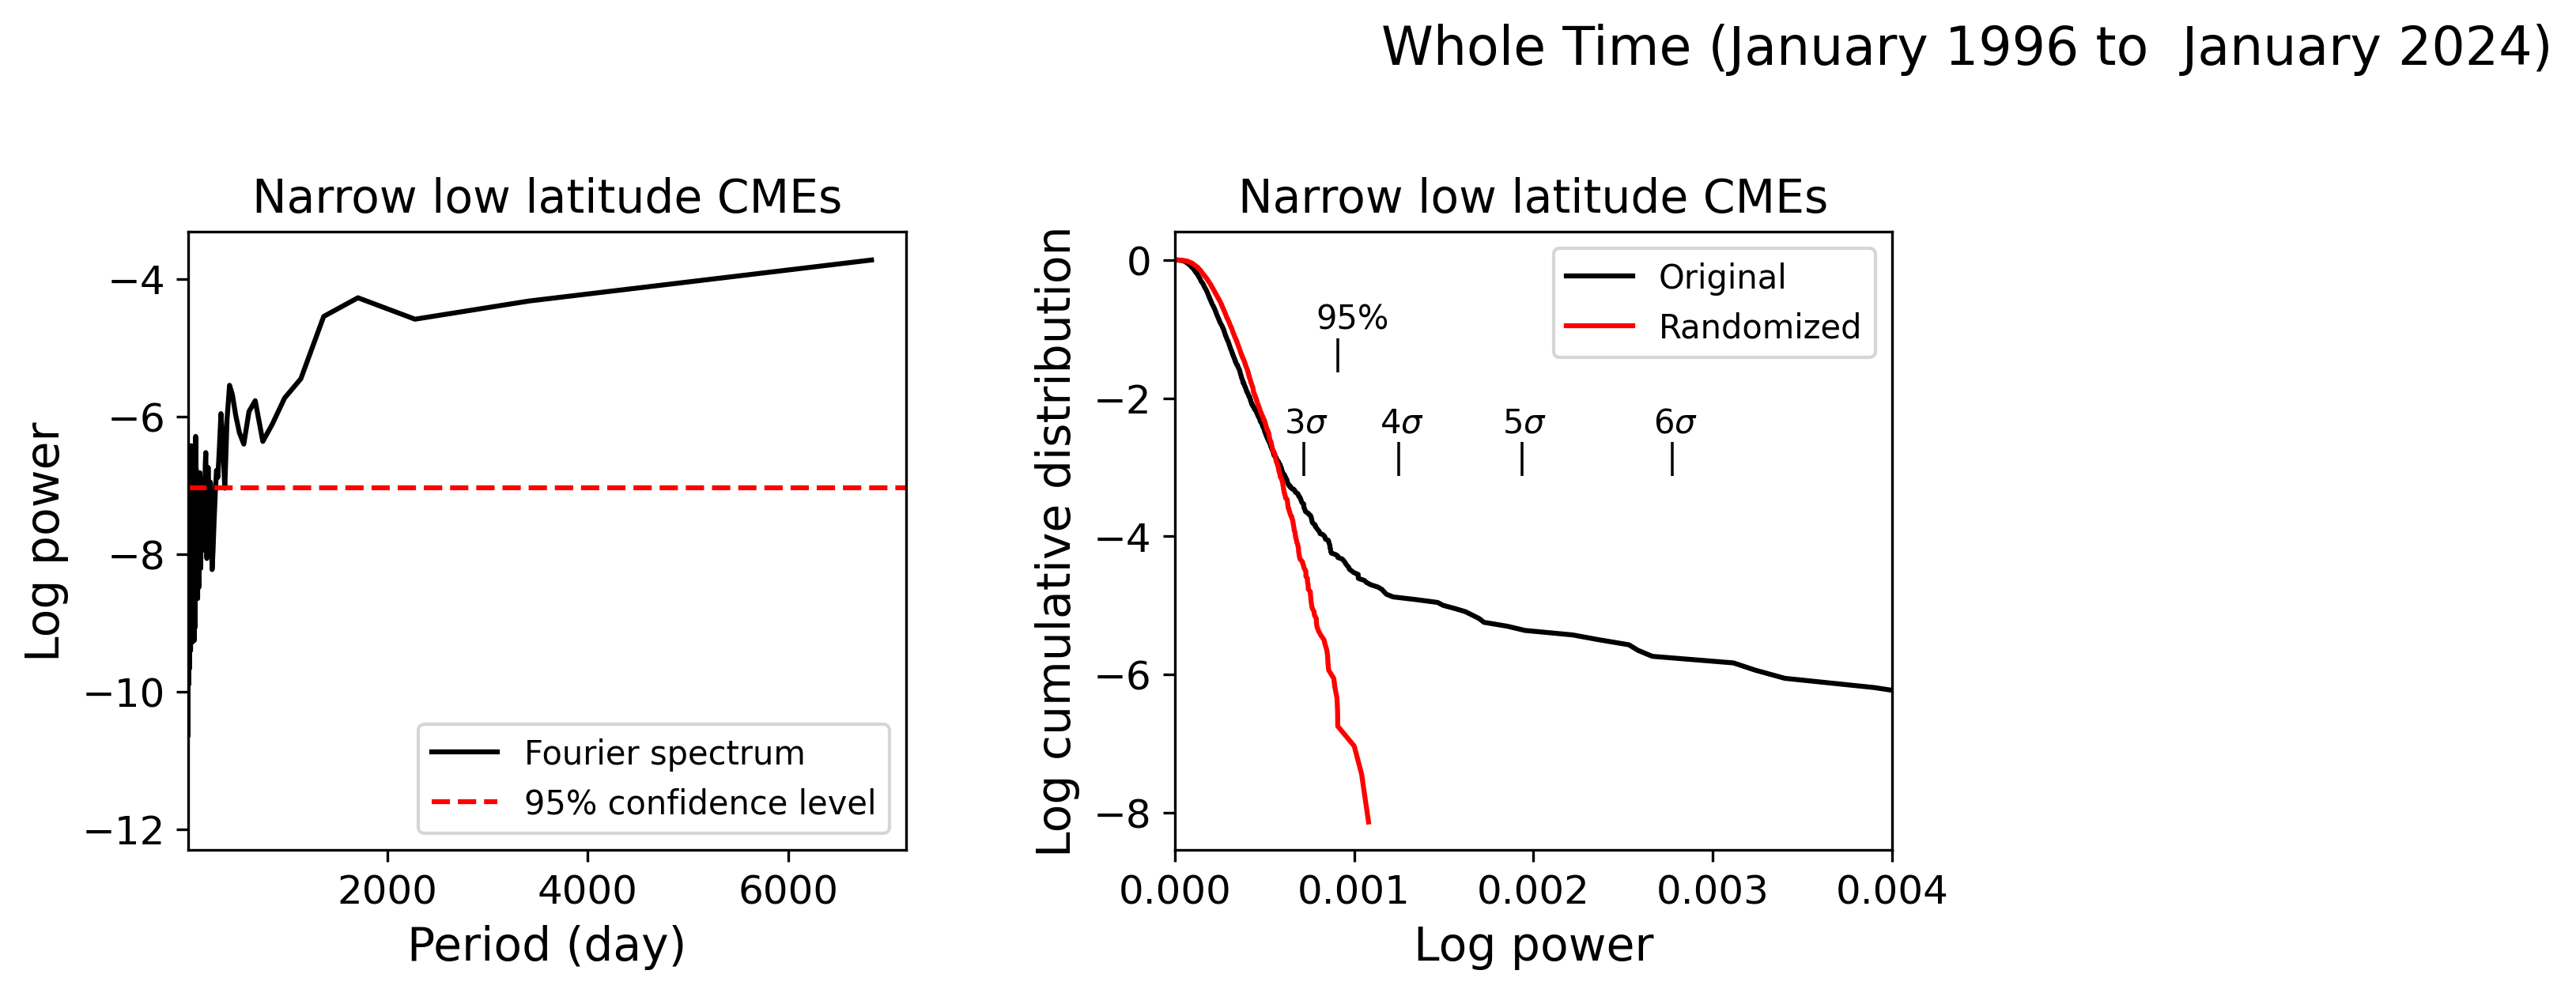 Whole Time (January 1996 to  January 2024)
Narrow low latitude CMEs
Log power
−4
−6
−8
−10
−12
Fourier spectrum
95% confidence level
2000
4000
6000
Period (day)
Narrow low latitude CMEs
Log cumulative distribution
0
−2
−4
−6
−8
Original
Randomized
95%
3σ
4σ
5σ
6σ
0.000
0.001
0.002
0.003
0.004
Log power